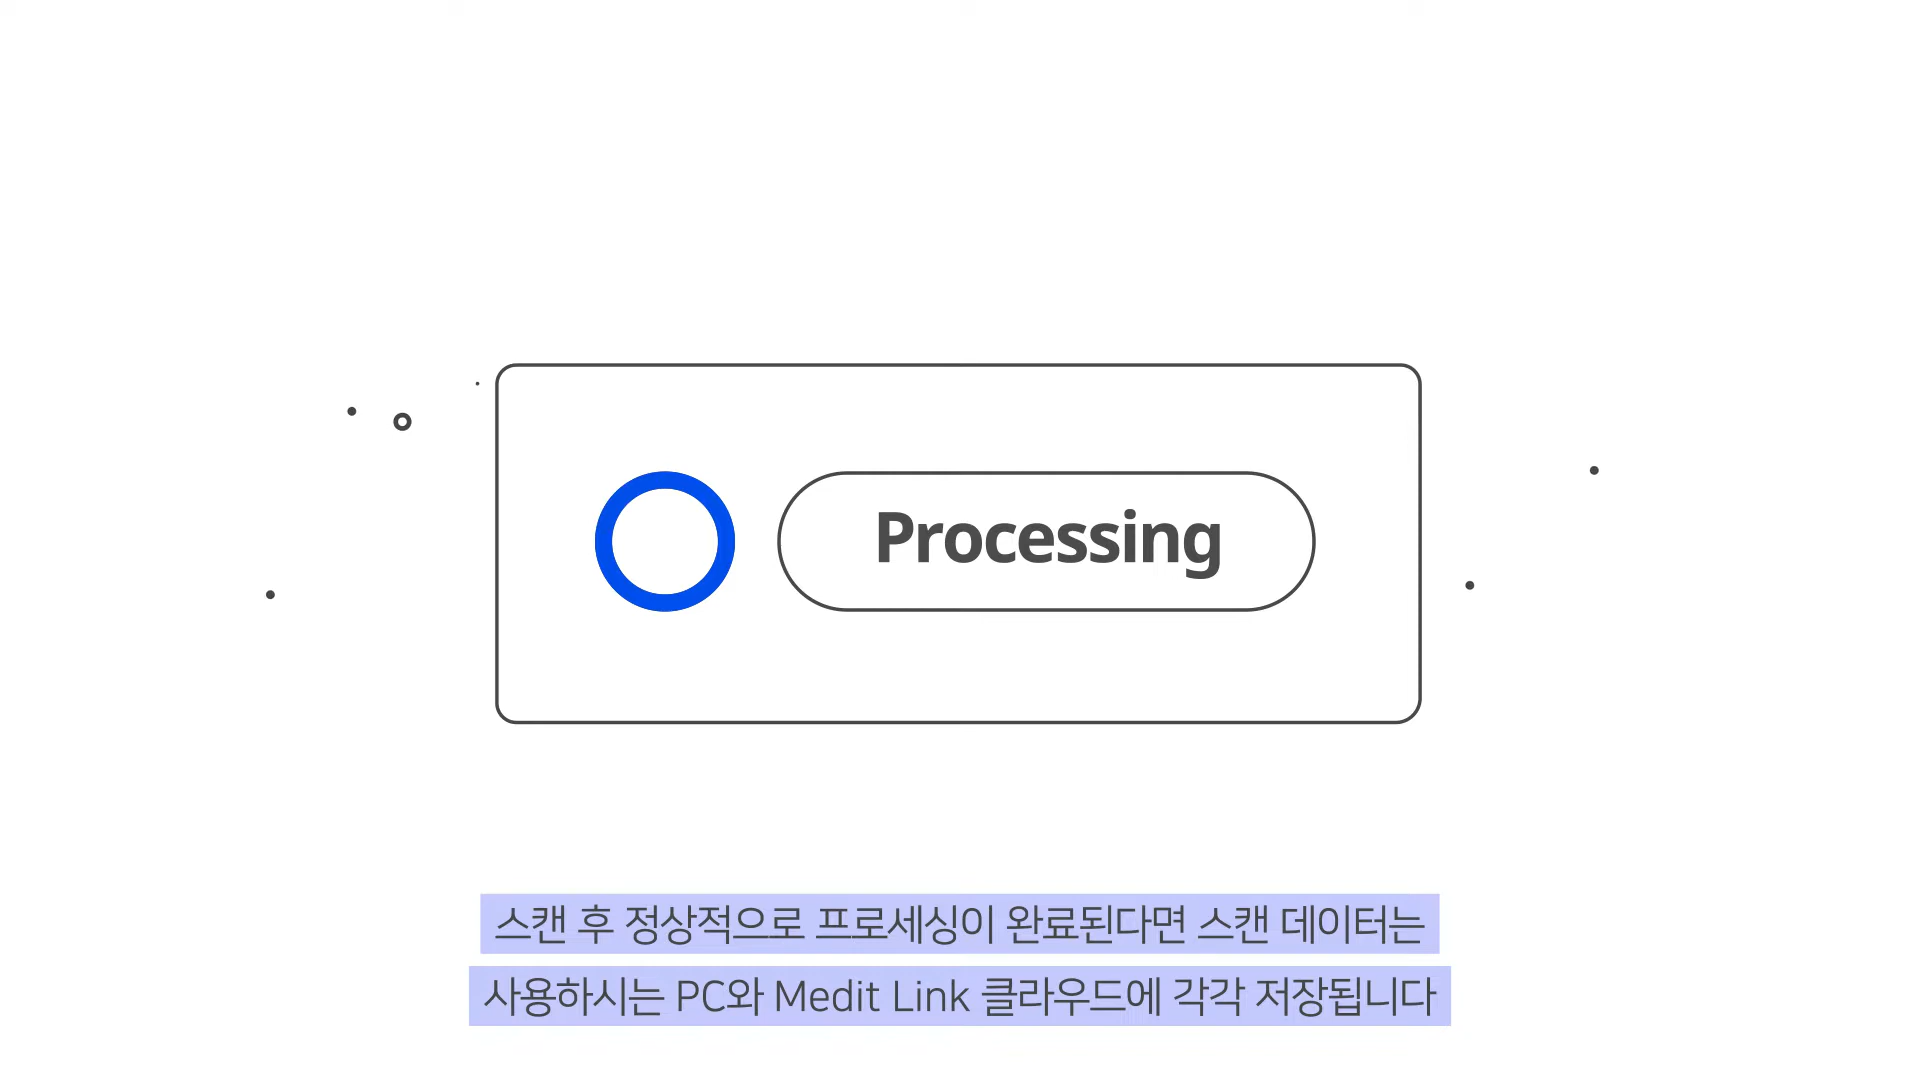 Processing
스캔 후 정상적으로 프로세싱이 완료된다면 스캔 데이터는
사용하시는 PC와 Medit Link 클라우드에 각각 저장됩니다